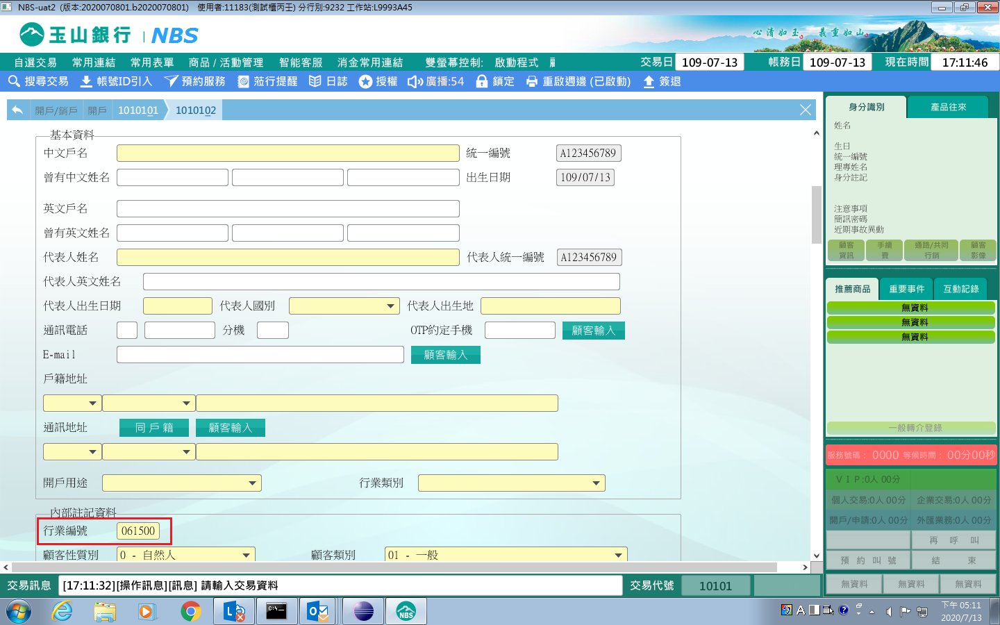 NBS-uat2 (版本:2020070801.b2020070801) 使用者:11183(測試櫃丙壬) 分行別:9232 工作站:L9993A45
玉山銀行 | NBS
心清如玉 義重如山
自選交易 常用連結 常用表單 商品 / 活動管理 智能客服 消金常用連結 雙螢幕控制: 啟動程式
交易日 109-07-13 帳務日 109-07-13 現在時間 17:11:46
搜尋交易 帳號ID引入 預約服務 蒞行提醒 日誌 授權 廣播:54 鎖定 重啟週邊 (已啟動) 簽退
開戶/銷戶 開戶 1010101 1010102
基本資料
中文戶名 統一編號 A123456789
曾有中文姓名 出生日期 109/07/13
英文戶名
曾有英文姓名
代表人姓名 代表人統一編號 A123456789
代表人英文姓名
代表人出生日期 代表人國別 代表人出生地
通訊電話 分機 OTP約定手機 顧客輸入
E-mail 顧客輸入
戶籍地址
通訊地址 同 戶 籍 顧客輸入
開戶用途 行業類別
內部註記資料
行業編號 061500
顧客性質別 0 - 自然人 顧客類別 01 - 一般
身分識別 產品往來
姓名
生日
統一編號
理專姓名
身分註記
注意事項
簡訊密碼
近期事故異動
顧客資訊 手續費 通路/共同行銷 顧客影像
推薦商品 重要事件 互動記錄
無資料
無資料
無資料
一般轉介登錄
服務號碼： 0000 等候時間： 00分00秒
ＶＩＰ:0人 00分
個人交易:0人 00分 企業交易:0人 00分
開戶/申請:0人 00分 外匯業務:0人 00分
再 呼 叫
預 約 叫 號 結 束
無資料 無資料 無資料
交易訊息 [17:11:32][操作訊息][訊息] 請輸入交易資料 交易代號 10101
NBS
下午 05:11
2020/7/13